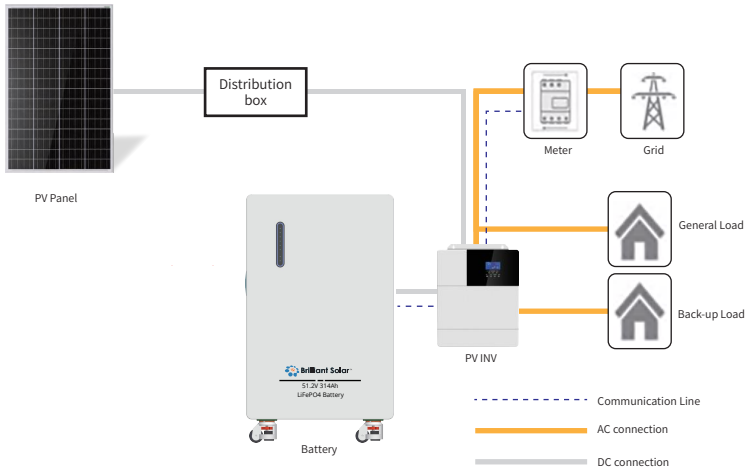 Distribution
box
Meter
Grid
PV Panel
General Load
Back-up Load
PV INV
Brilliant Solar
51.2V 314Ah
LiFePO4 Battery
Battery
Communication Line
AC connection
DC connection